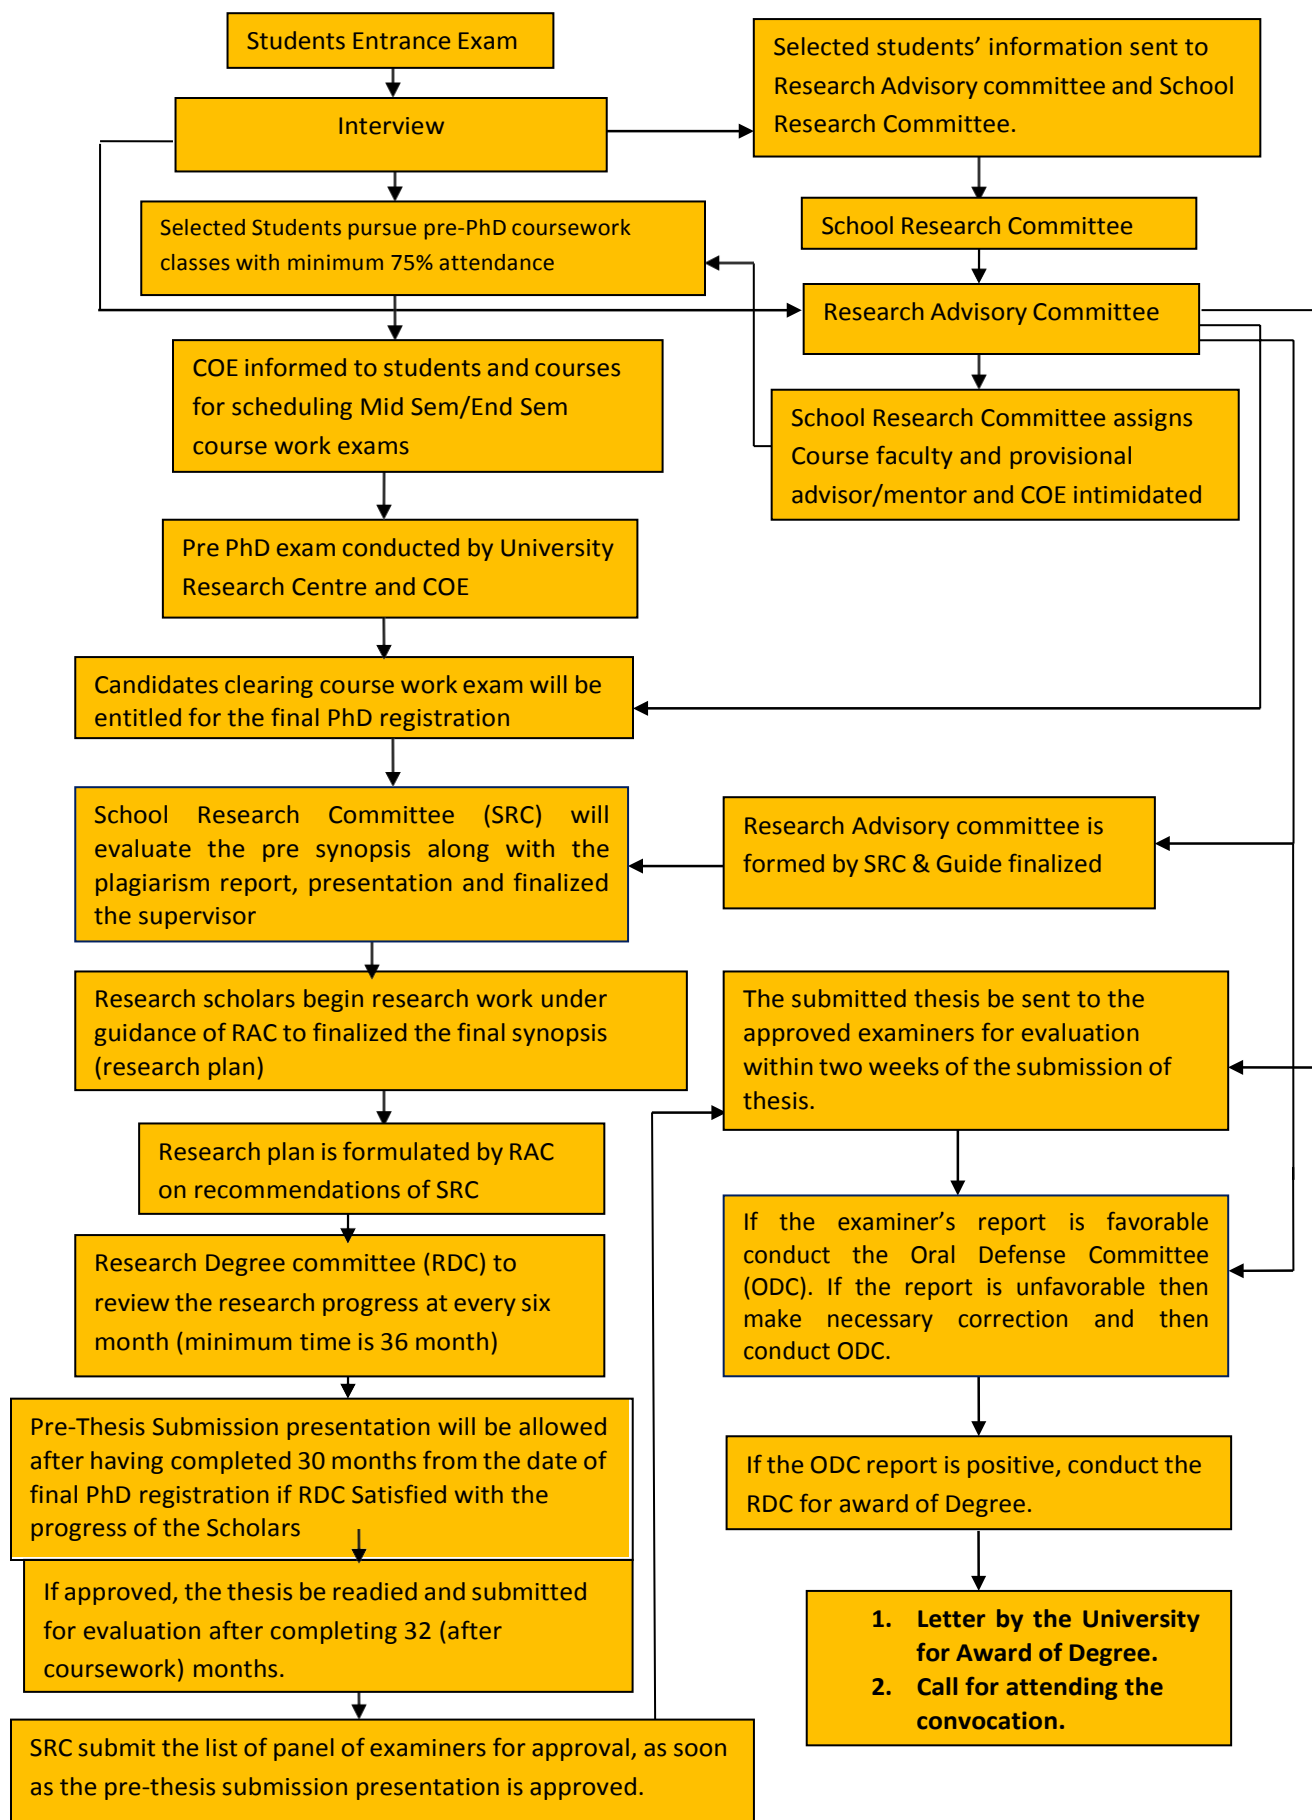 Students Entrance Exam
Interview
Selected Students pursue pre-PhD coursework
classes with minimum 75% attendance
COE informed to students and courses
for scheduling Mid Sem/End Sem
course work exams
Pre PhD exam conducted by University
Research Centre and COE
Candidates clearing course work exam will be
entitled for the final PhD registration
School Research Committee (SRC) will
evaluate the pre synopsis along with the
plagiarism report, presentation and finalized
the supervisor
Research scholars begin research work under
guidance of RAC to finalized the final synopsis
(research plan)
Research plan is formulated by RAC
on recommendations of SRC
Research Degree committee (RDC) to
review the research progress at every six
month (minimum time is 36 month)
Pre-Thesis Submission presentation will be allowed
after having completed 30 months from the date of
final PhD registration if RDC Satisfied with the
progress of the Scholars
If approved, the thesis be readied and submitted
for evaluation after completing 32 (after
coursework) months.
SRC submit the list of panel of examiners for approval, as soon
as the pre-thesis submission presentation is approved.
Selected students’ information sent to
Research Advisory committee and School
Research Committee.
School Research Committee
Research Advisory Committee
School Research Committee assigns
Course faculty and provisional
advisor/mentor and COE intimidated
Research Advisory committee is
formed by SRC & Guide finalized
The submitted thesis be sent to the
approved examiners for evaluation
within two weeks of the submission of
thesis.
If the examiner’s report is favorable
conduct the Oral Defense Committee
(ODC). If the report is unfavorable then
make necessary correction and then
conduct ODC.
If the ODC report is positive, conduct the
RDC for award of Degree.
1. Letter by the University
for Award of Degree.
2. Call for attending the
convocation.